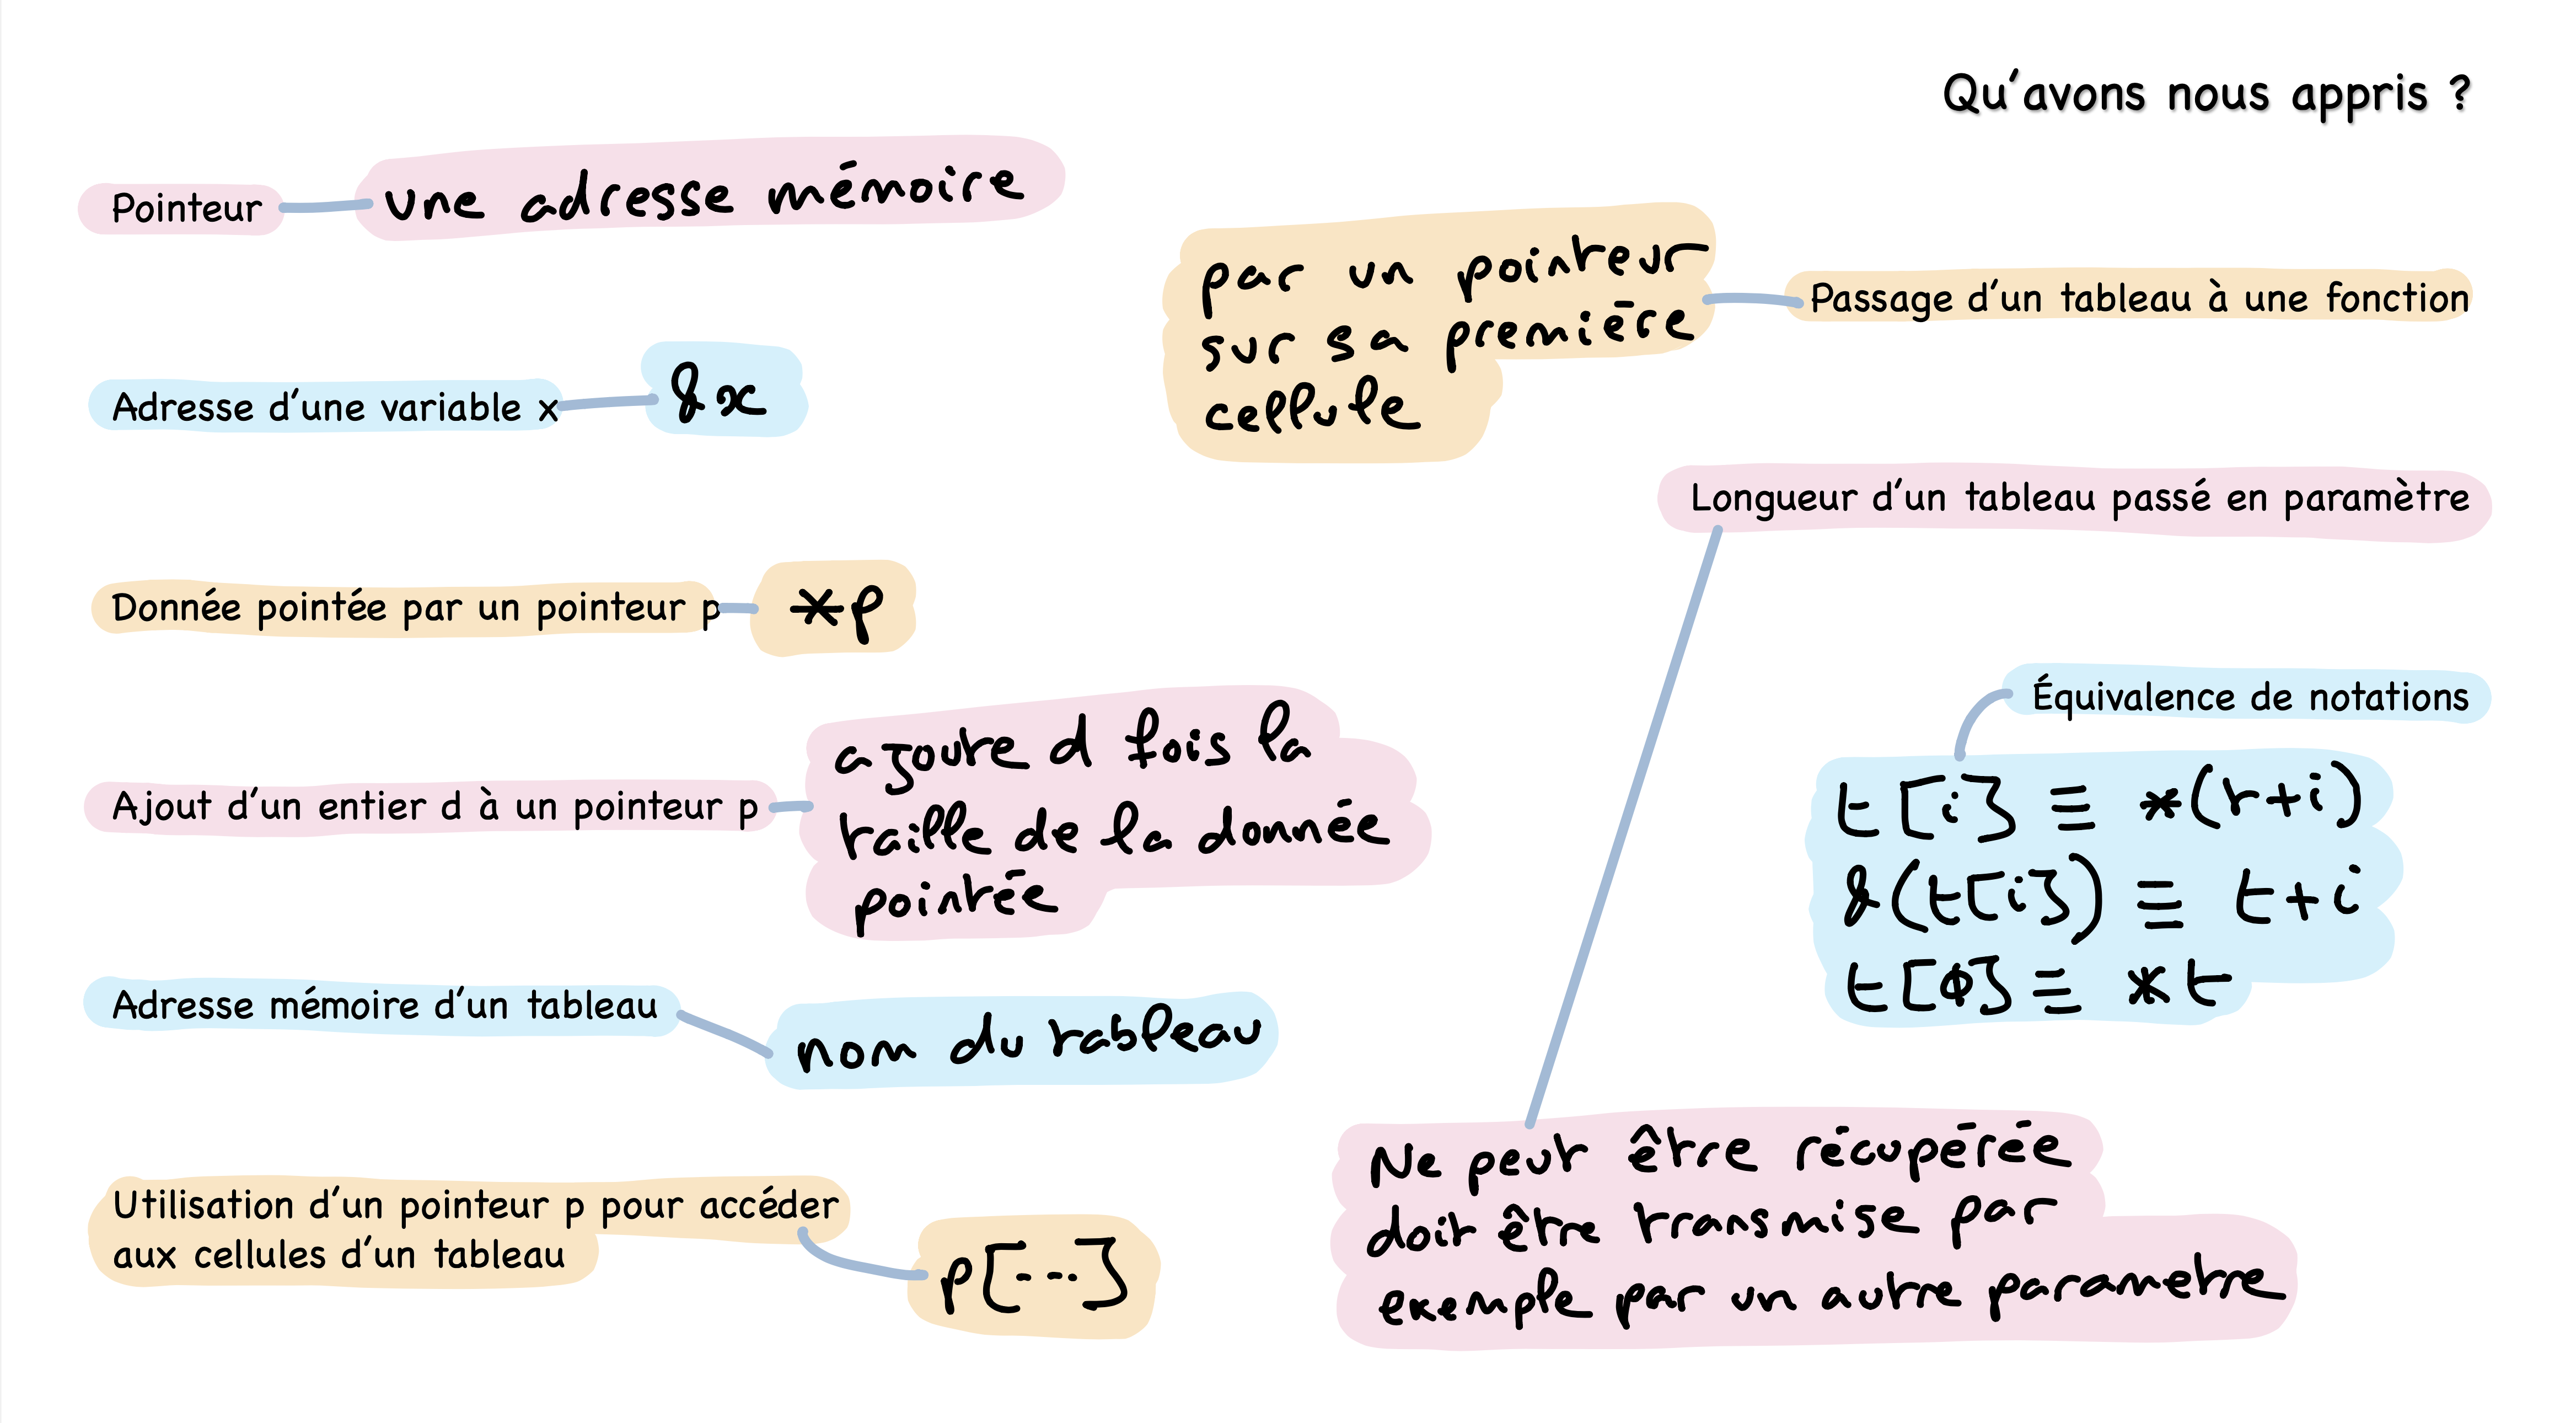 Qu'avons nous appris ?
Pointeur
une adresse mémoire
Adresse d'une variable x
&x
Donnée pointée par un pointeur p
*p
Ajout d'un entier d à un pointeur p
ajoute d fois la
taille de la donnée
pointée
Adresse mémoire d'un tableau
nom du tableau
Utilisation d'un pointeur p pour accéder
aux cellules d'un tableau
p[---]
par un pointeur
sur sa première
cellule
Passage d'un tableau à une fonction
Longueur d'un tableau passé en paramètre
Ne peut être récupérée
doit être transmise par
exemple par un autre parametre
Équivalence de notations
t[i] ≡ *(t+i)
&(t[i]) ≡ t+i
t[0] ≡ *t